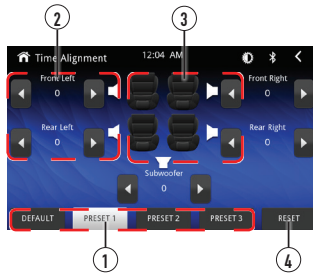 2
3
Time Alignment 12:04 AM
Front Left Front Right
0 0
Rear Left Rear Right
0 0
Subwoofer
0
DEFAULT PRESET 1 PRESET 2 PRESET 3 RESET
1
4